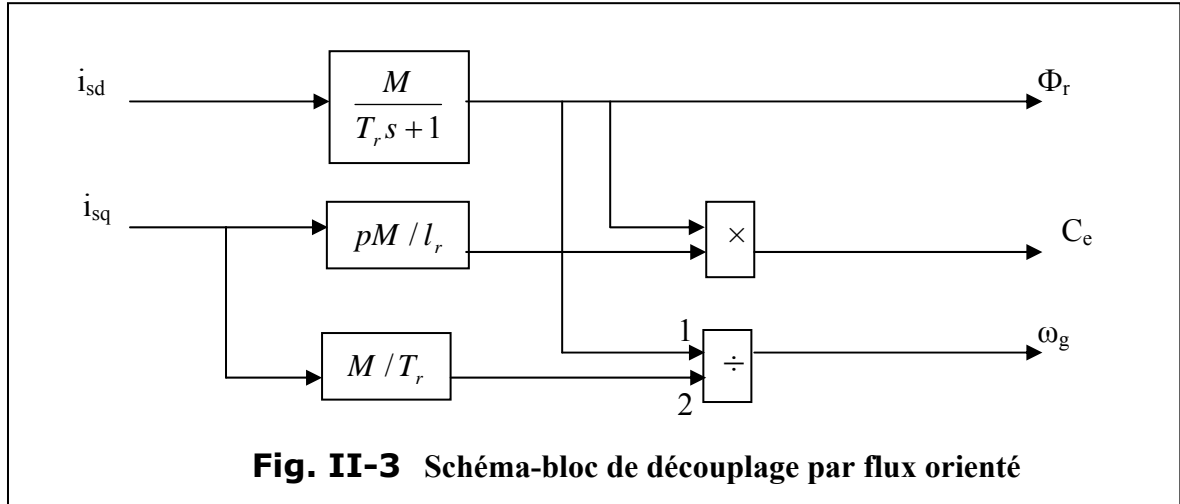 i_sd
M
T_r s + 1
Φ_r
i_sq
pM / l_r
×
C_e
M / T_r
1
2
÷
ω_g
Fig. II-3 Schéma-bloc de découplage par flux orienté